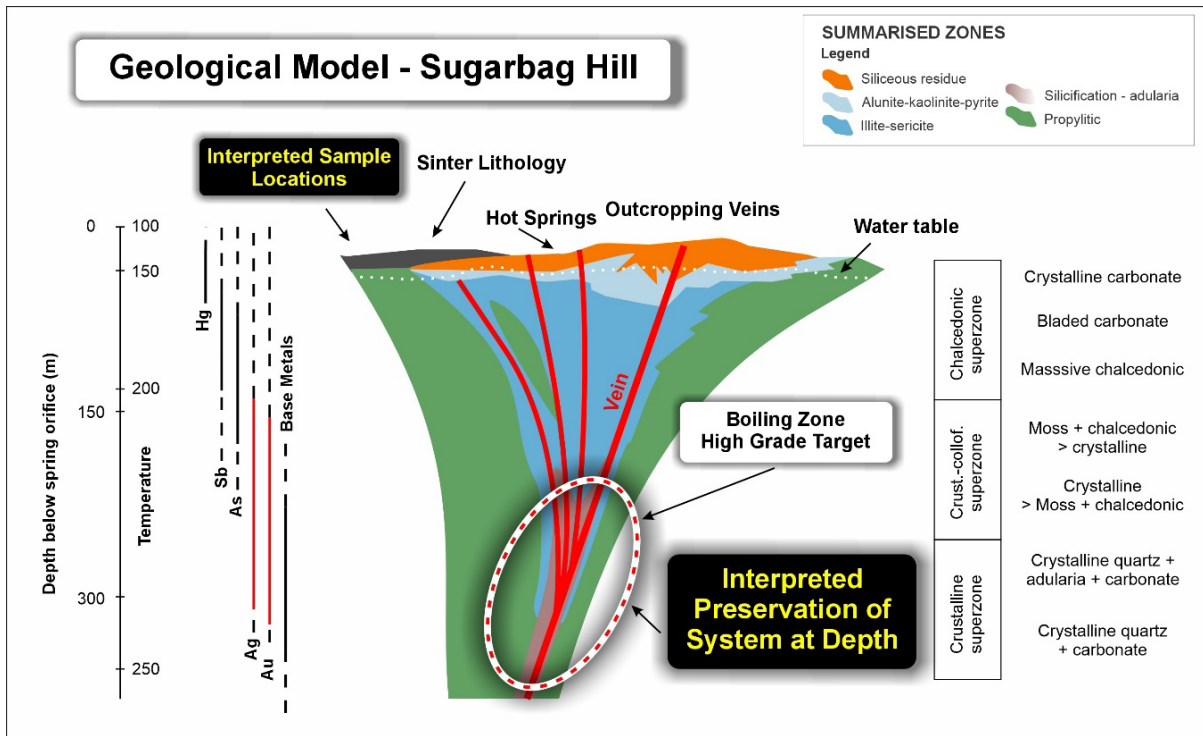 Geological Model - Sugarbag Hill
SUMMARISED ZONES
Legend
Siliceous residue
Alunite-kaolinite-pyrite
Illite-sericite
Silicification - adularia
Propylitic
Interpreted Sample
Locations
Sinter Lithology
Hot Springs
Outcropping Veins
Water table
0
150
300
Depth below spring orifice (m)
100
150
200
250
Temperature
Hg
Sb
As
Ag
Au
Base Metals
Vein
Boiling Zone
High Grade Target
Interpreted
Preservation of
System at Depth
Chalcedonic
superzone
Crust.-collof.
superzone
Crustalline
superzone
Crystalline carbonate
Bladed carbonate
Masssive chalcedonic
Moss + chalcedonic
> crystalline
Crystalline
> Moss + chalcedonic
Crystalline quartz +
adularia + carbonate
Crystalline quartz
+ carbonate